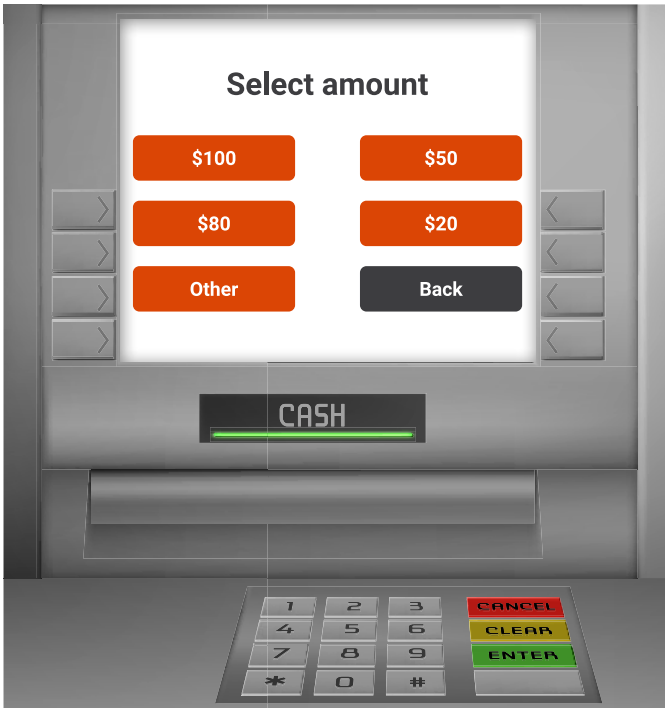 Select amount
$100 $50
$80 $20
Other Back
CASH
1 2 3 CANCEL
4 5 6 CLEAR
7 8 9 ENTER
* 0 #